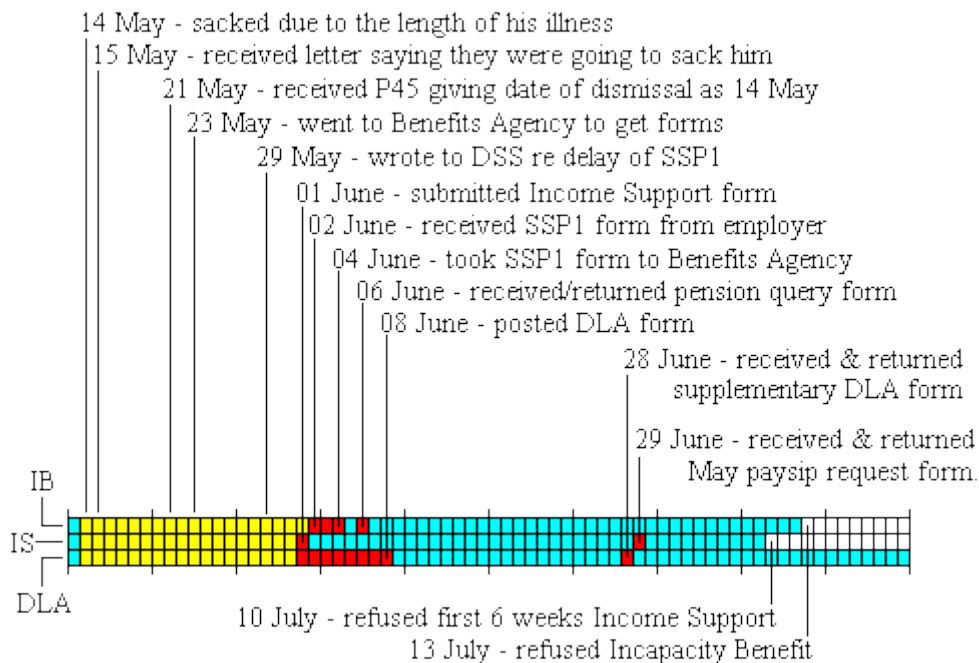 14 May - sacked due to the length of his illness
15 May - received letter saying they were going to sack him
21 May - received P45 giving date of dismissal as 14 May
23 May - went to Benefits Agency to get forms
29 May - wrote to DSS re delay of SSP1
01 June - submitted Income Support form
02 June - received SSP1 form from employer
04 June - took SSP1 form to Benefits Agency
06 June - received/returned pension query form
08 June - posted DLA form
28 June - received & returned
supplementary DLA form
29 June - received & returned
May paysip request form.
IB
IS
DLA
10 July - refused first 6 weeks Income Support
13 July - refused Incapacity Benefit